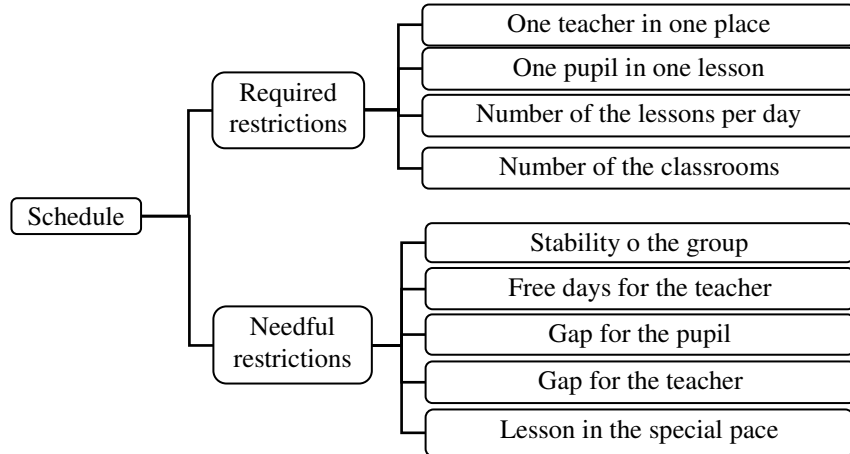 One teacher in one place
One pupil in one lesson
Required
restrictions
Number of the lessons per day
Number of the classrooms
Schedule
Stability o the group
Free days for the teacher
Needful
restrictions
Gap for the pupil
Gap for the teacher
Lesson in the special pace